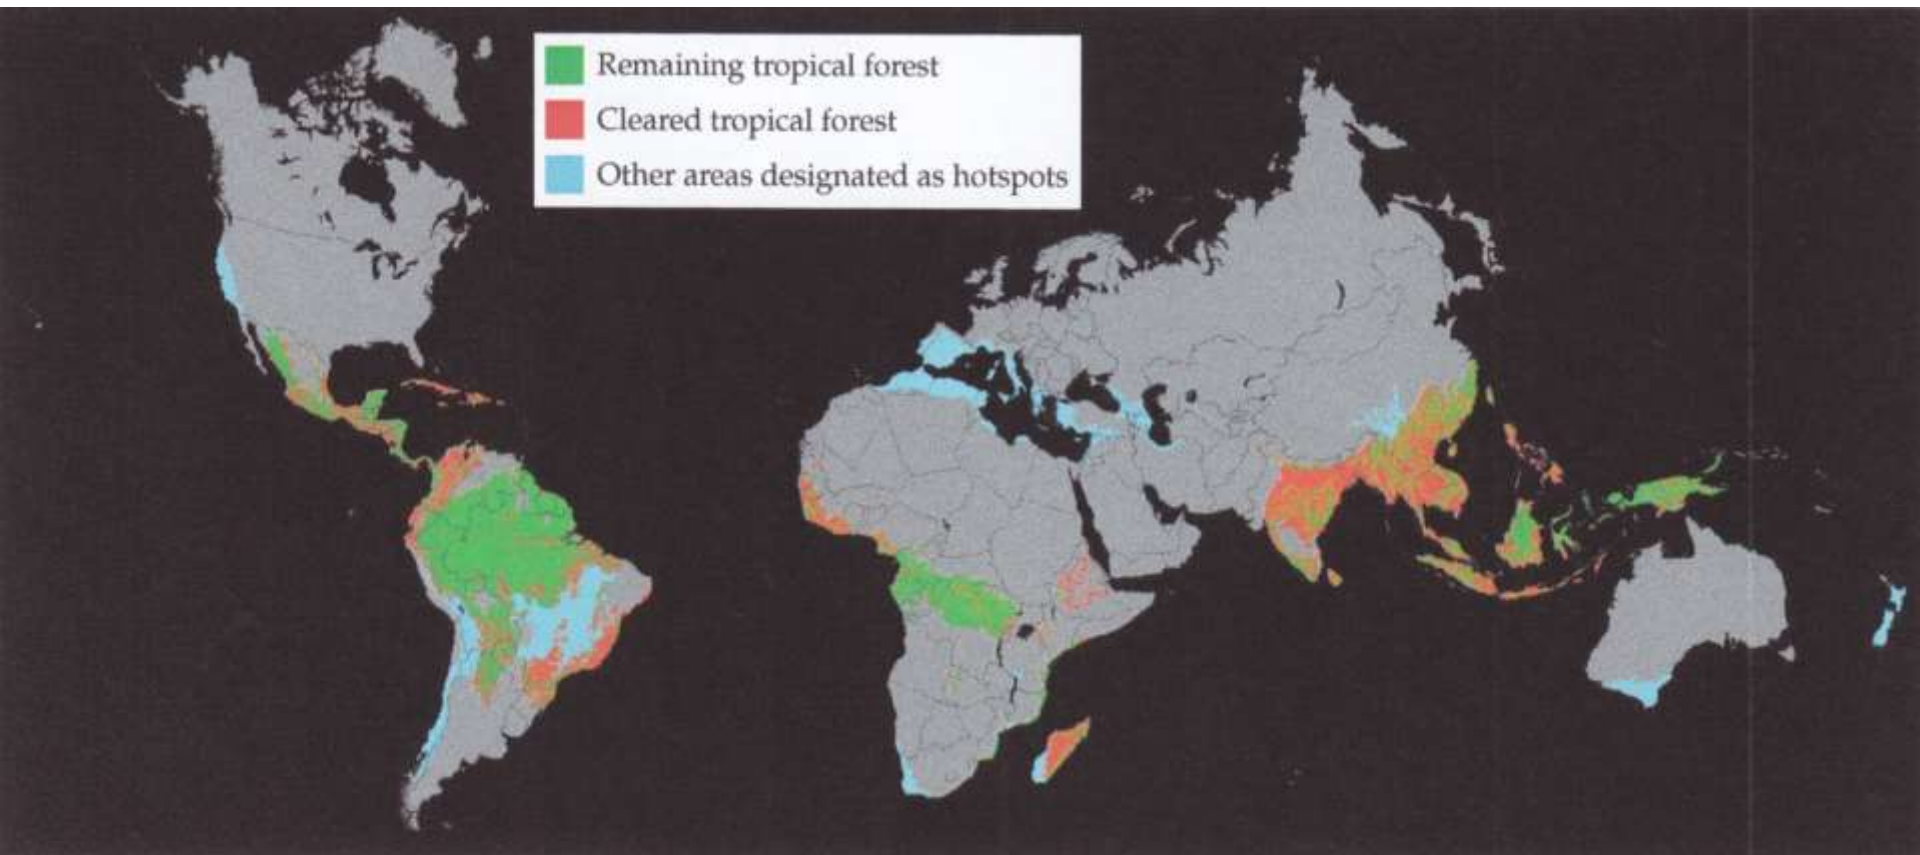 Remaining tropical forest
Cleared tropical forest
Other areas designated as hotspots